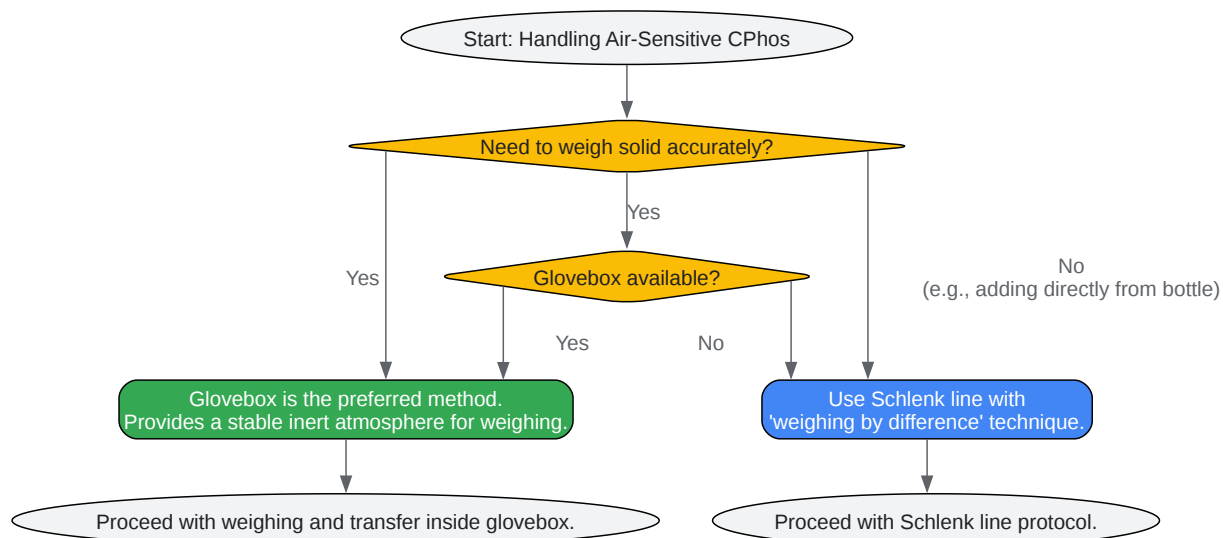 Start: Handling Air-Sensitive CPhos
Need to weigh solid accurately?
Yes
Glovebox available?
Yes
No
(e.g., adding directly from bottle)
Yes
No
Glovebox is the preferred method.
Provides a stable inert atmosphere for weighing.
Use Schlenk line with
'weighing by difference' technique.
Proceed with weighing and transfer inside glovebox.
Proceed with Schlenk line protocol.